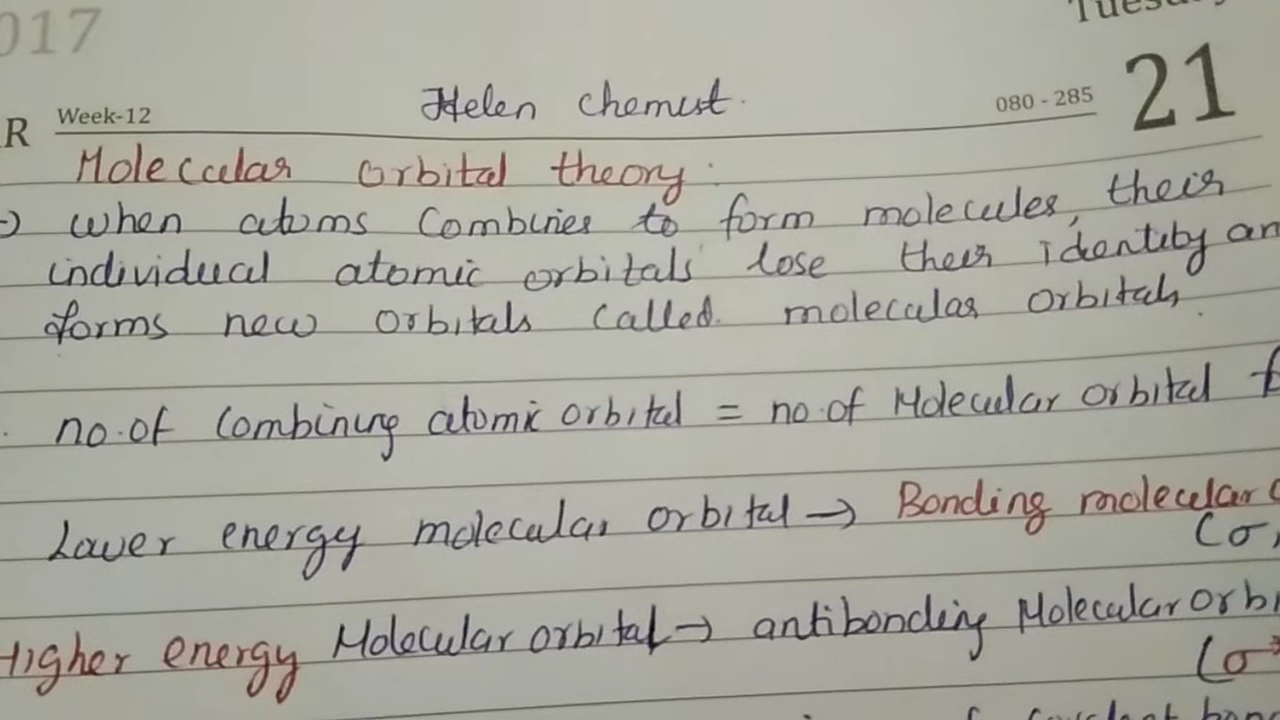 017
Tuesday
R Week-12
Helen chemist.
080 - 285
21
Molecular orbital theory.
when atoms Combines to form molecules, their
individual atomic orbitals lose their identity an
forms new orbitals called molecular orbitals.
no.of Combining atomic orbital = no.of Molecular orbital f
Lower energy molecular orbital → Bonding molecular o
(σ,
Higher energy Molecular orbital → antibonding Molecular orbi
(σ*